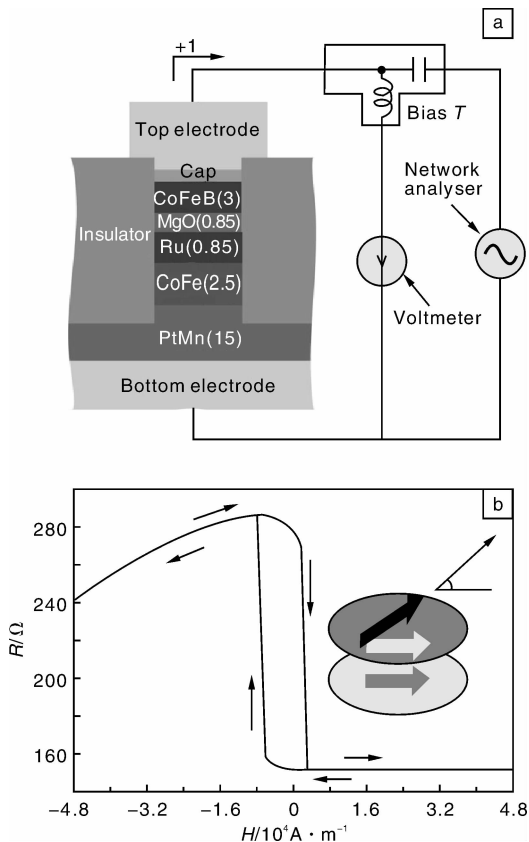 a
+1
Top electrode
Bias T
Cap
Network
analyser
CoFeB(3)
MgO(0.85)
Insulator
Ru(0.85)
CoFe(2.5)
Voltmeter
PtMn(15)
Bottom electrode
b
280
240
200
160
R/Ω
−4.8 −3.2 −1.6 0 1.6 3.2 4.8
H/10⁴A · m⁻¹